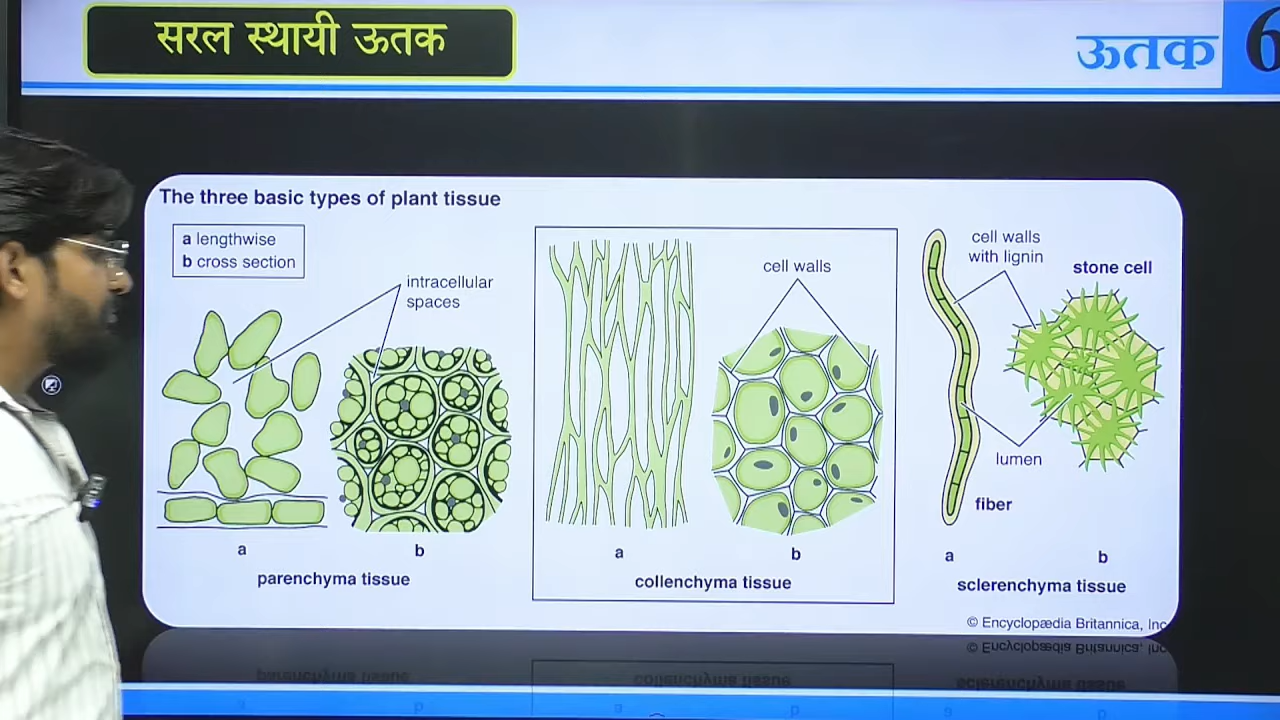 सरल स्थायी ऊतक
ऊतक 6
The three basic types of plant tissue
a lengthwise
b cross section
intracellular
spaces
a
b
parenchyma tissue
cell walls
a
b
collenchyma tissue
cell walls
with lignin
stone cell
lumen
fiber
a
b
sclerenchyma tissue
© Encyclopædia Britannica, Inc